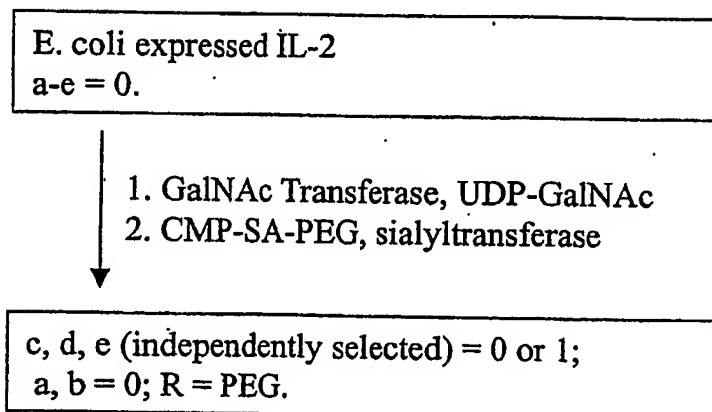 E. coli expressed IL-2
a-e = 0.
1. GalNAc Transferase, UDP-GalNAc
2. CMP-SA-PEG, sialyltransferase
c, d, e (independently selected) = 0 or 1;
a, b = 0; R = PEG.